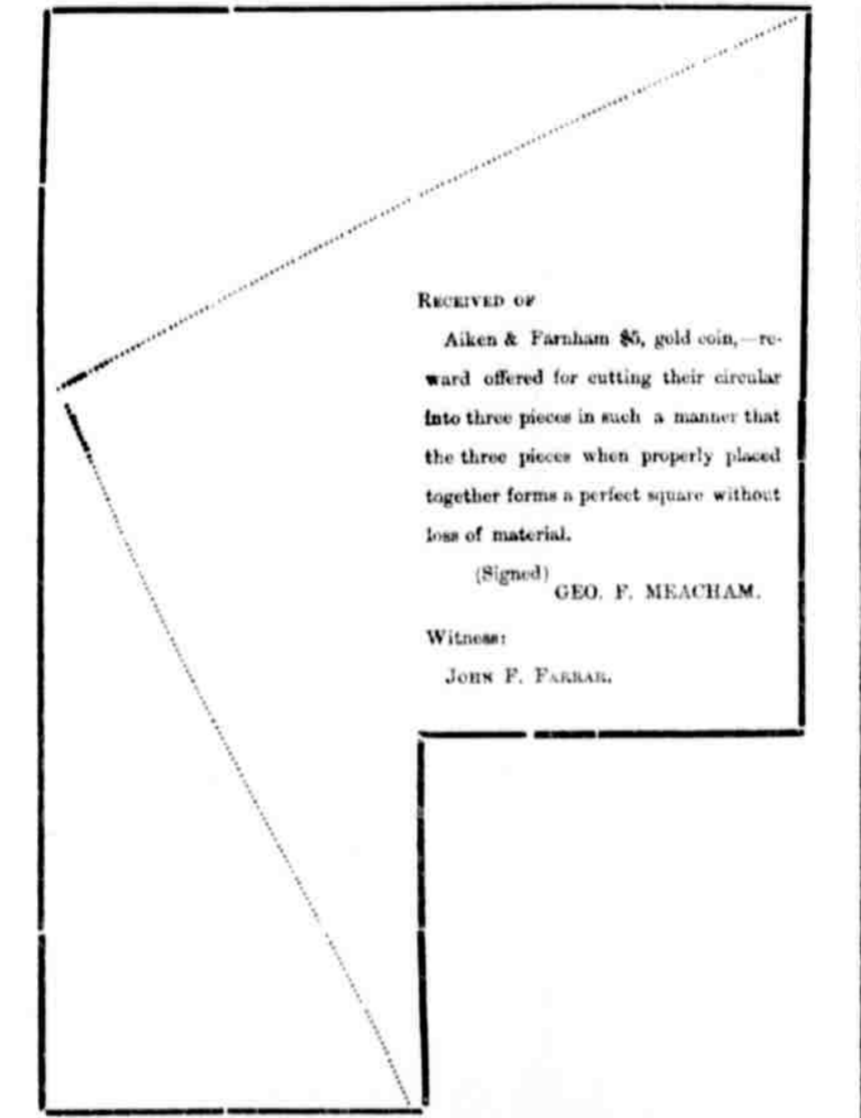 RECEIVED OF
Aiken & Farnham $5, gold coin,—re-
ward offered for cutting their circular
into three pieces in such a manner that
the three pieces when properly placed
together forms a perfect square without
loss of material.
(Signed)
GEO. F. MEACHAM.
Witness:
JOHN F. FARRAR.